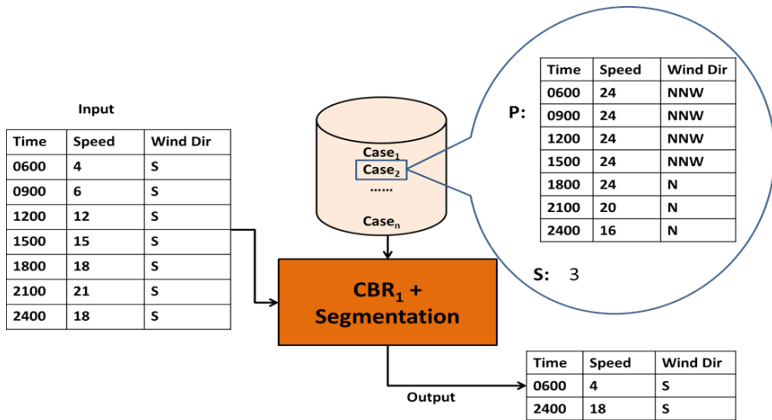 Input
Time Speed Wind Dir
0600 4 S
0900 6 S
1200 12 S
1500 15 S
1800 18 S
2100 21 S
2400 18 S
Case1
Case2
......
Casen
P:
Time Speed Wind Dir
0600 24 NNW
0900 24 NNW
1200 24 NNW
1500 24 NNW
1800 24 N
2100 20 N
2400 16 N
S: 3
CBR1 +
Segmentation
Output
Time Speed Wind Dir
0600 4 S
2400 18 S